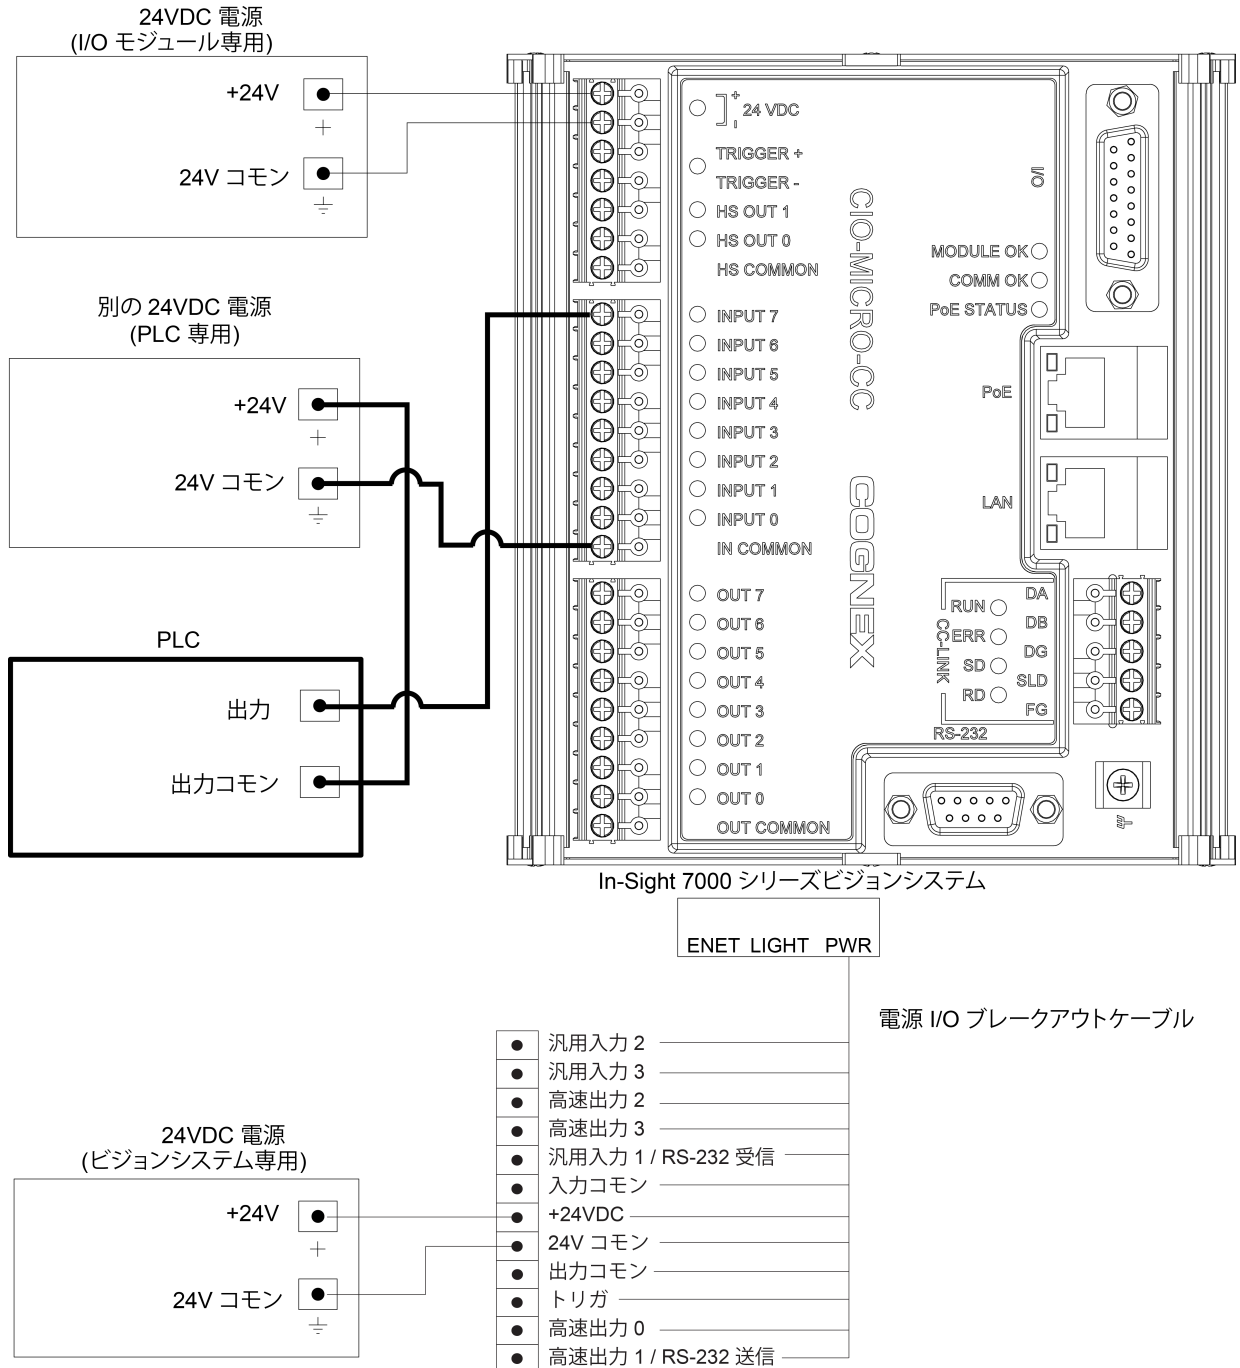 24VDC 電源
(I/O モジュール専用)
+24V
+
24V コモン
別の 24VDC 電源
(PLC 専用)
+24V
+
24V コモン
PLC
出力
出力コモン
+
-
24 VDC
TRIGGER +
TRIGGER -
HS OUT 1
HS OUT 0
HS COMMON
INPUT 7
INPUT 6
INPUT 5
INPUT 4
INPUT 3
INPUT 2
INPUT 1
INPUT 0
IN COMMON
OUT 7
OUT 6
OUT 5
OUT 4
OUT 3
OUT 2
OUT 1
OUT 0
OUT COMMON
CIO-MICRO-CC
COGNEX
I/O
MODULE OK
COMM OK
PoE STATUS
PoE
LAN
CC-LINK
RUN
ERR
SD
RD
DA
DB
DG
SLD
FG
RS-232
In-Sight 7000 シリーズビジョンシステム
ENET LIGHT PWR
電源 I/O ブレークアウトケーブル
汎用入力 2
汎用入力 3
高速出力 2
高速出力 3
汎用入力 1 / RS-232 受信
入力コモン
+24VDC
24V コモン
出力コモン
トリガ
高速出力 0
高速出力 1 / RS-232 送信
24VDC 電源
(ビジョンシステム専用)
+24V
+
24V コモン